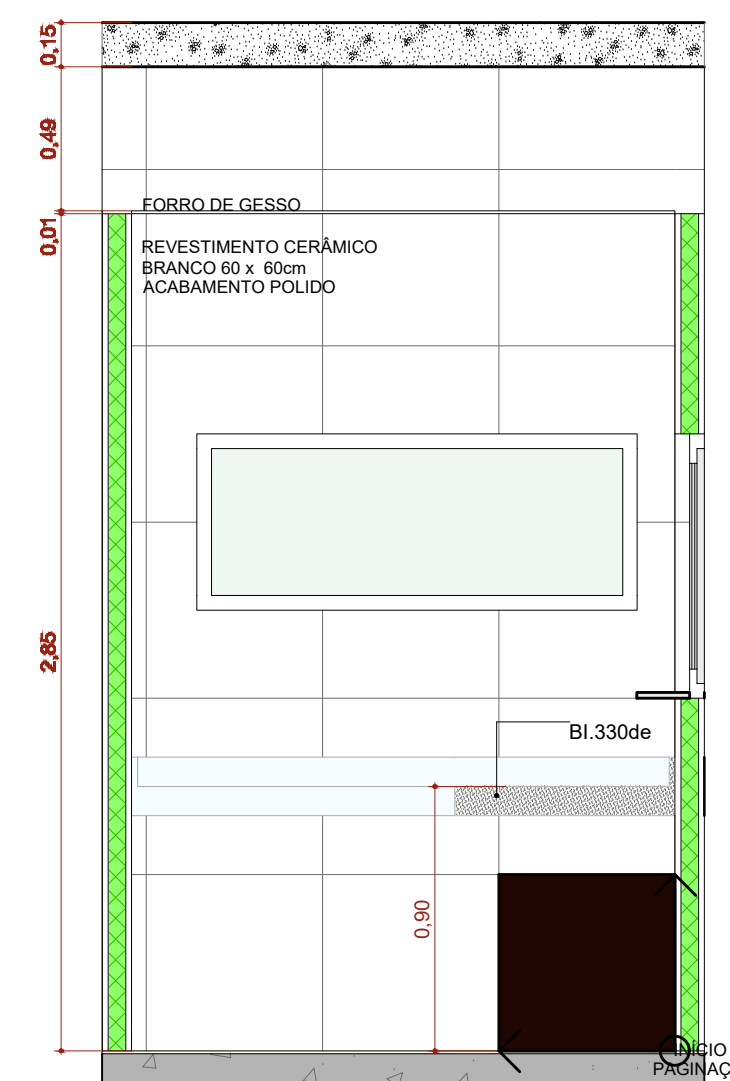 0,15
0,49
0,01
FORRO DE GESSO
REVESTIMENTO CERÂMICO
BRANCO 60 x 60cm
ACABAMENTO POLIDO
2,85
BI.330de
0,90
INÍCIO
PAGINAÇ